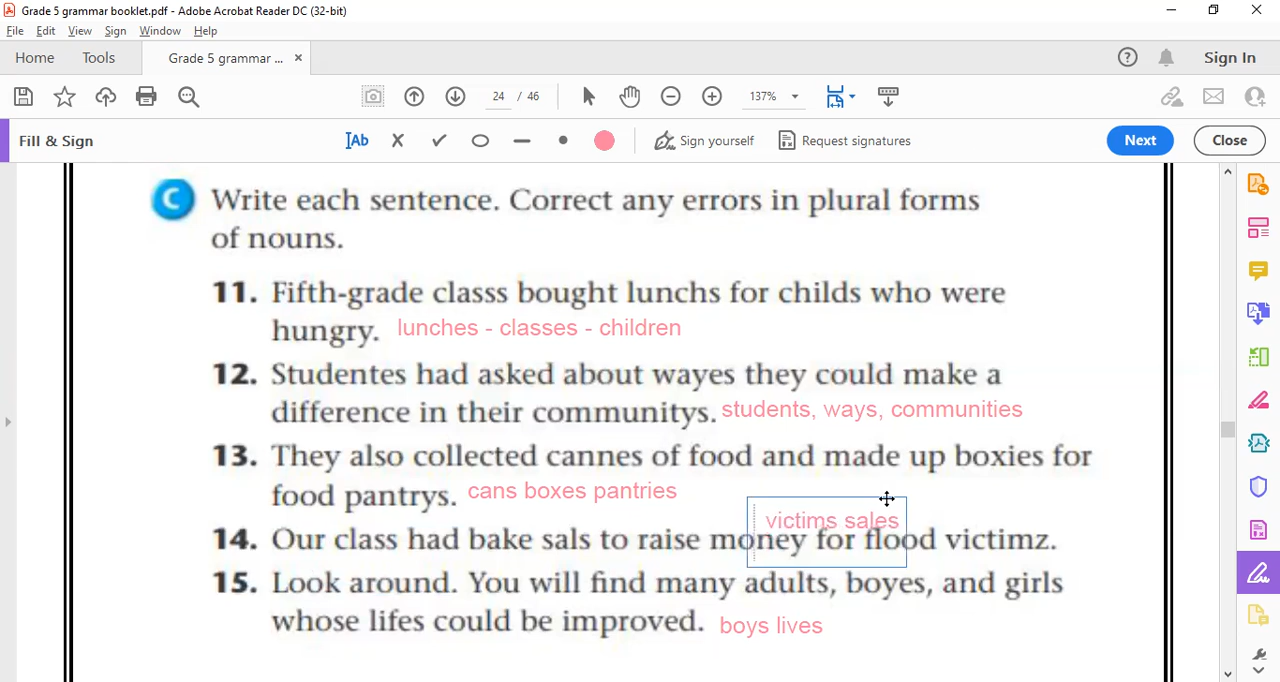 Grade 5 grammar booklet.pdf - Adobe Acrobat Reader DC (32-bit)
File Edit View Sign Window Help
Home Tools Grade 5 grammar ... × Sign In
24 / 46 137%
Fill & Sign Ab Sign yourself Request signatures Next Close
C Write each sentence. Correct any errors in plural forms
of nouns.
11. Fifth-grade classs bought lunchs for childs who were
hungry. lunches - classes - children
12. Studentes had asked about wayes they could make a
difference in their communitys. students, ways, communities
13. They also collected cannes of food and made up boxies for
food pantrys. cans boxes pantries
victims sales
14. Our class had bake sals to raise money for flood victimz.
15. Look around. You will find many adults, boyes, and girls
whose lifes could be improved. boys lives